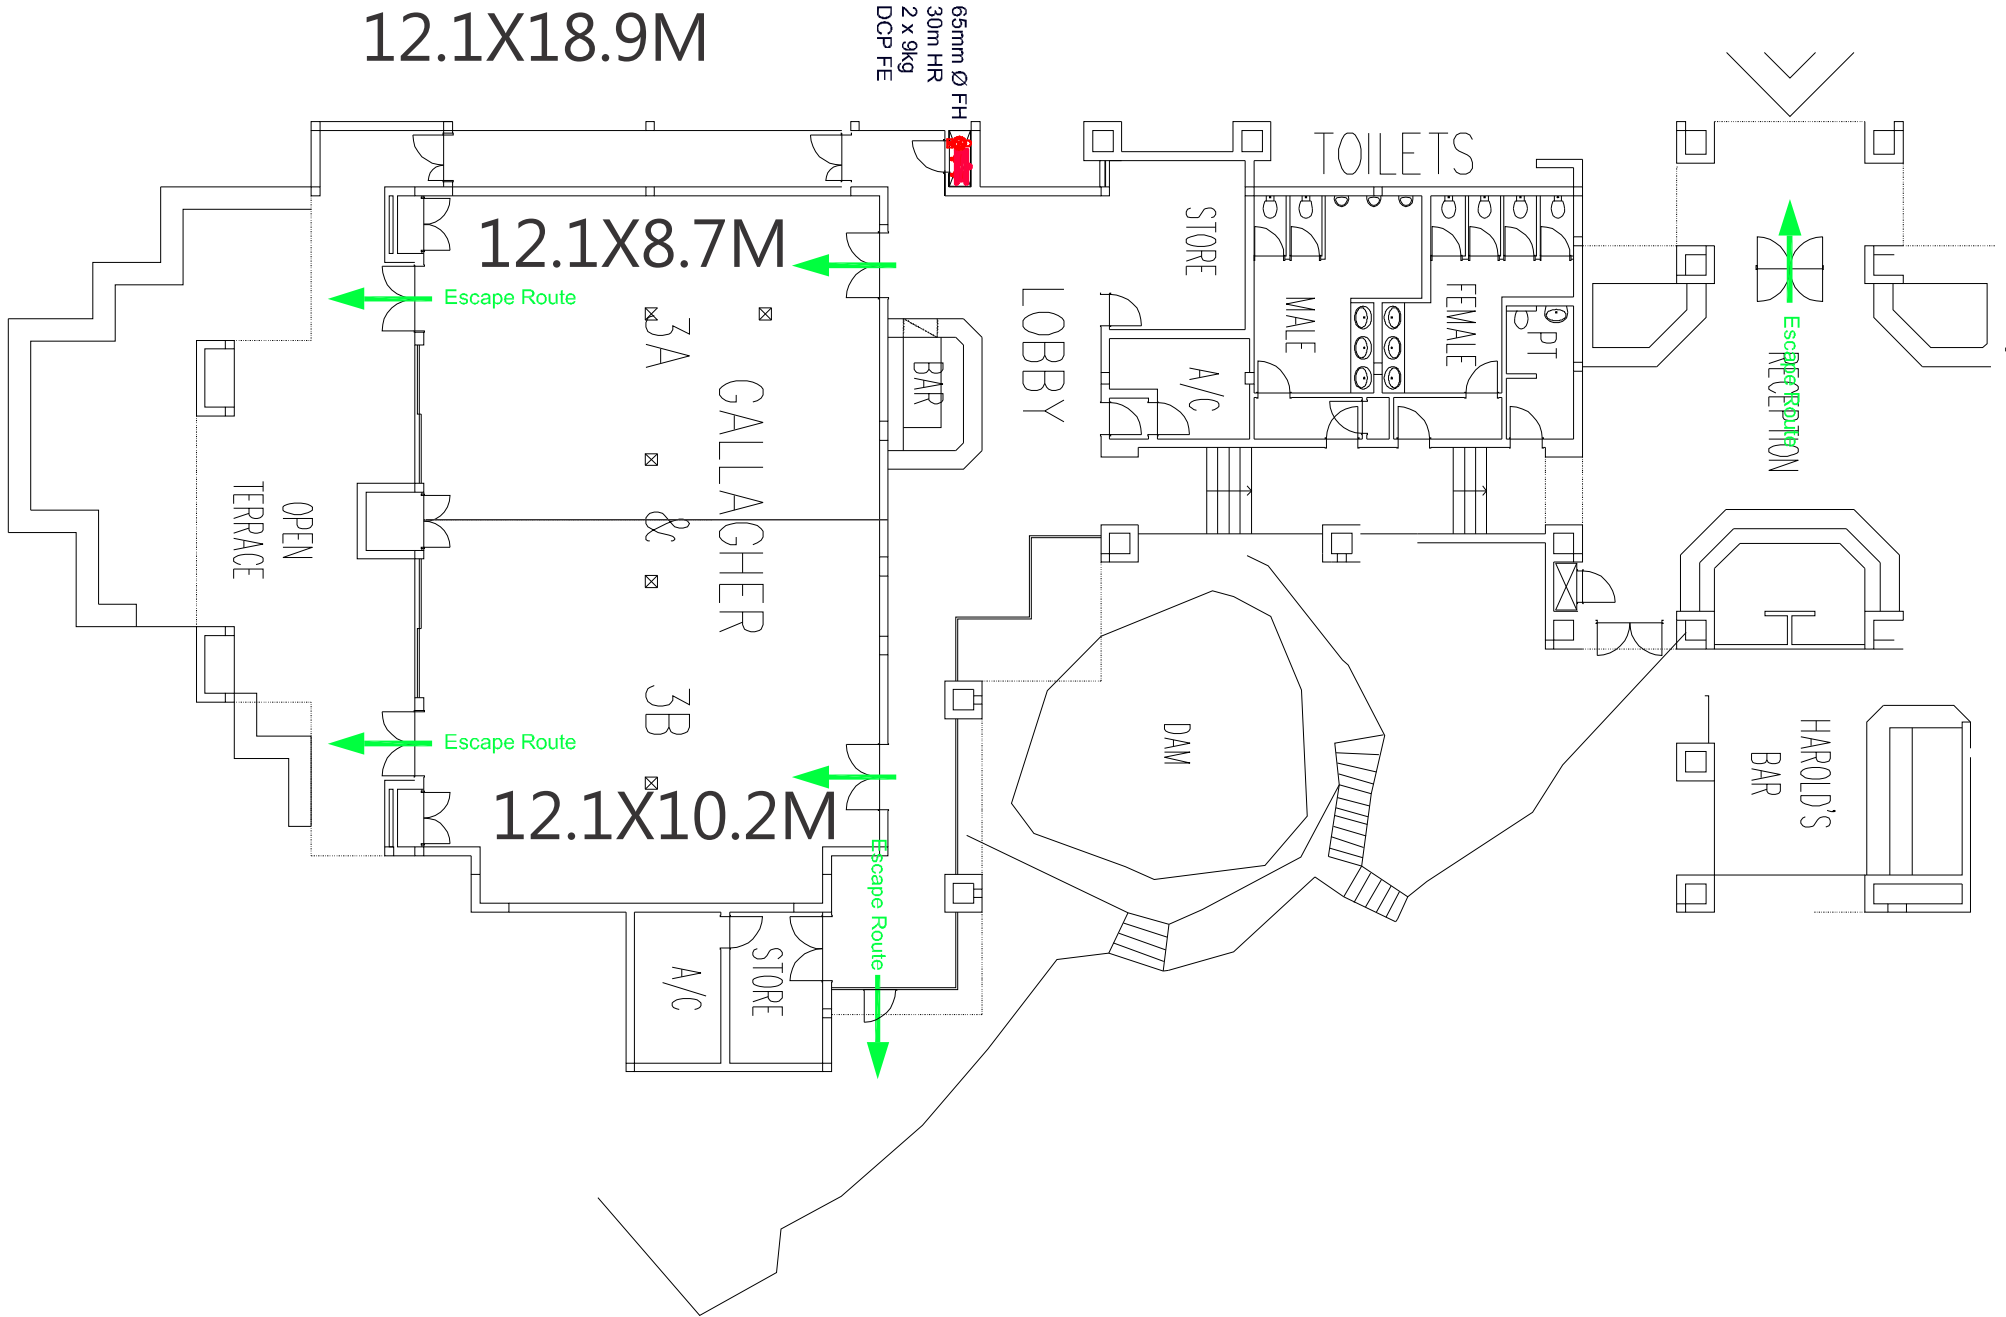 12.1X18.9M
65mm Ø FH
30m HR
2 x 9kg
DCP FE
TOILETS
12.1X8.7M
STORE
Escape Route
MALE
FEMALE
PT
LOBBY
3A
BAR
A/C
Escape Route
RECEPTION
GALLAGHER
&
OPEN
TERRACE
3B
Escape Route
DAM
HAROLD'S
BAR
12.1X10.2M
Escape Route
A/C
STORE